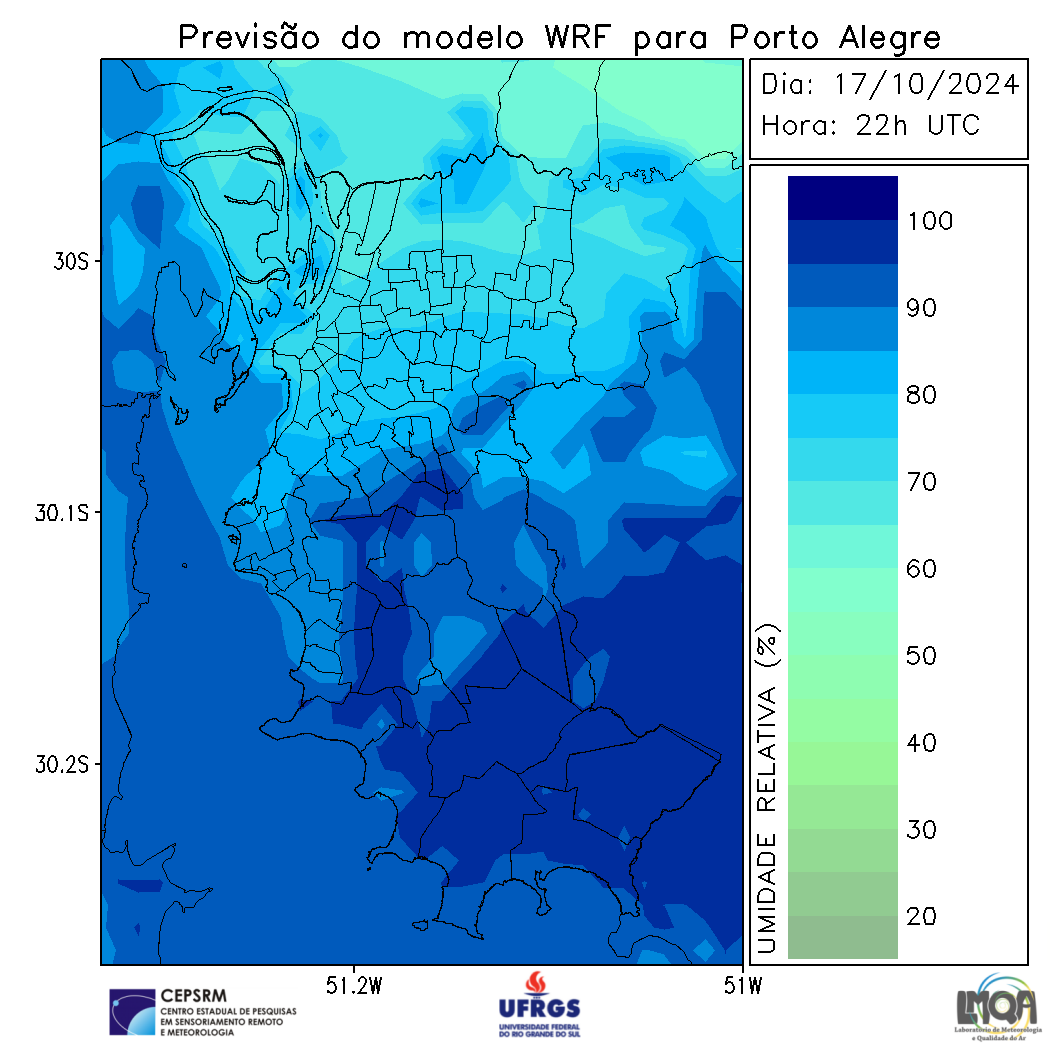 Previsão do modelo WRF para Porto Alegre
Dia: 17/10/2024
Hora: 22h UTC
100
90
80
70
60
50
40
30
20
UMIDADE RELATIVA (%)
30S
30.1S
30.2S
51.2W
51W
CEPSRM
CENTRO ESTADUAL DE PESQUISAS
EM SENSORIAMENTO REMOTO
E METEOROLOGIA
UFRGS
UNIVERSIDADE FEDERAL
DO RIO GRANDE DO SUL
LMQA
Laboratório de Meteorologia
e Qualidade do Ar